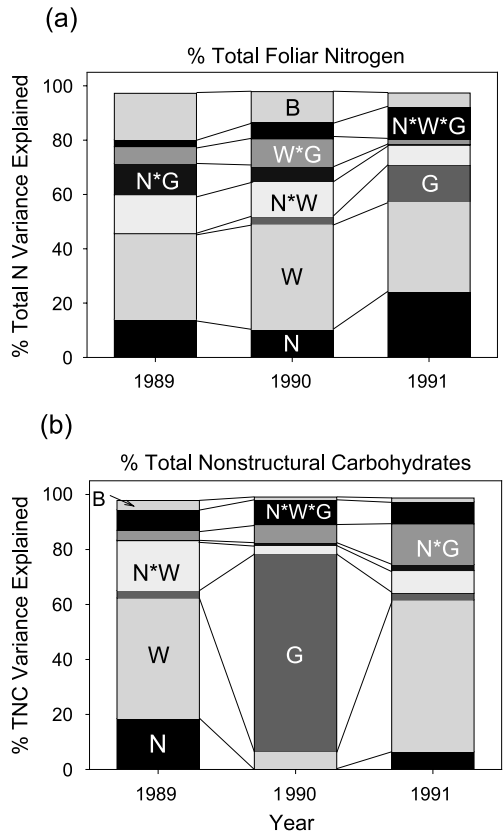 (a)
% Total Foliar Nitrogen
% Total N Variance Explained
100
80
60
40
20
0
B
N*W*G
W*G
N*G
G
N*W
W
N
1989
1990
1991
(b)
% Total Nonstructural Carbohydrates
% TNC Variance Explained
100
80
60
40
20
0
B
N*W*G
N*G
N*W
W
G
N
1989
1990
1991
Year